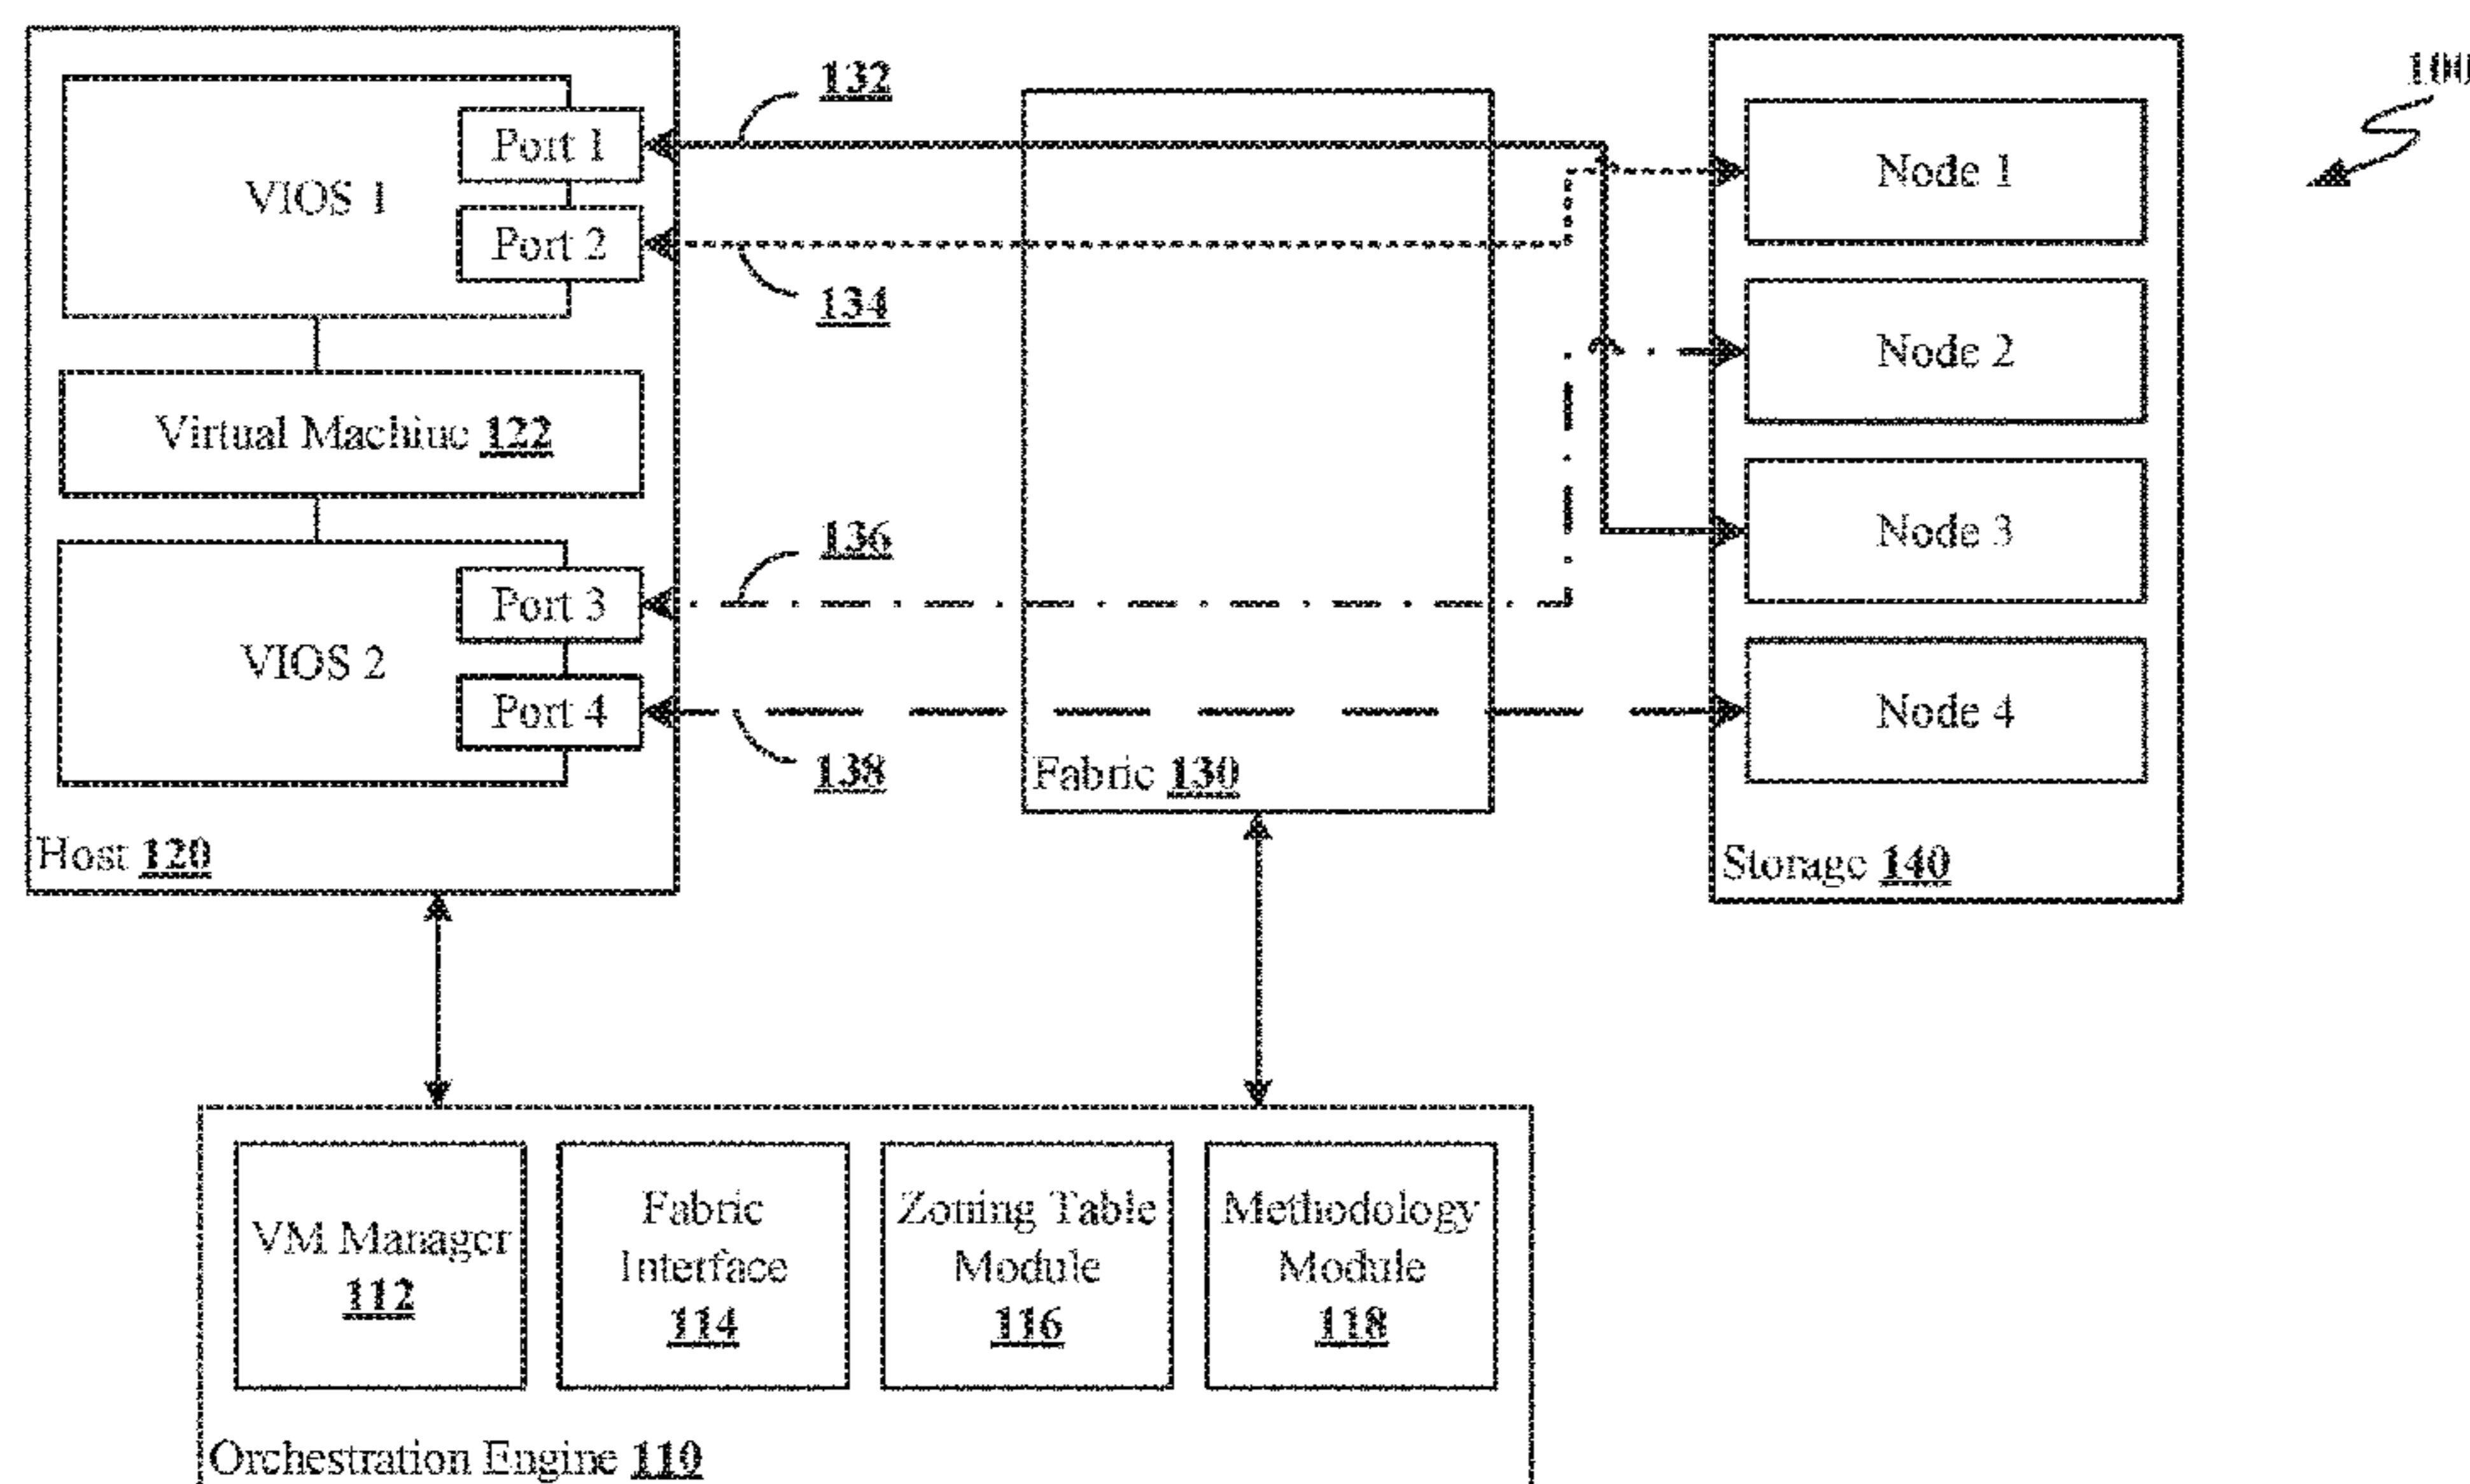 100
132
Port 1
VIOS 1
Port 2
134
Node 1
Node 2
Virtual Machine 122
136
Node 3
Port 3
VIOS 2
Port 4
138
Node 4
Fabric 130
Host 120
Storage 140
VM Manager
112
Fabric
Interface
114
Zoning Table
Module
116
Methodology
Module
118
Orchestration Engine 110